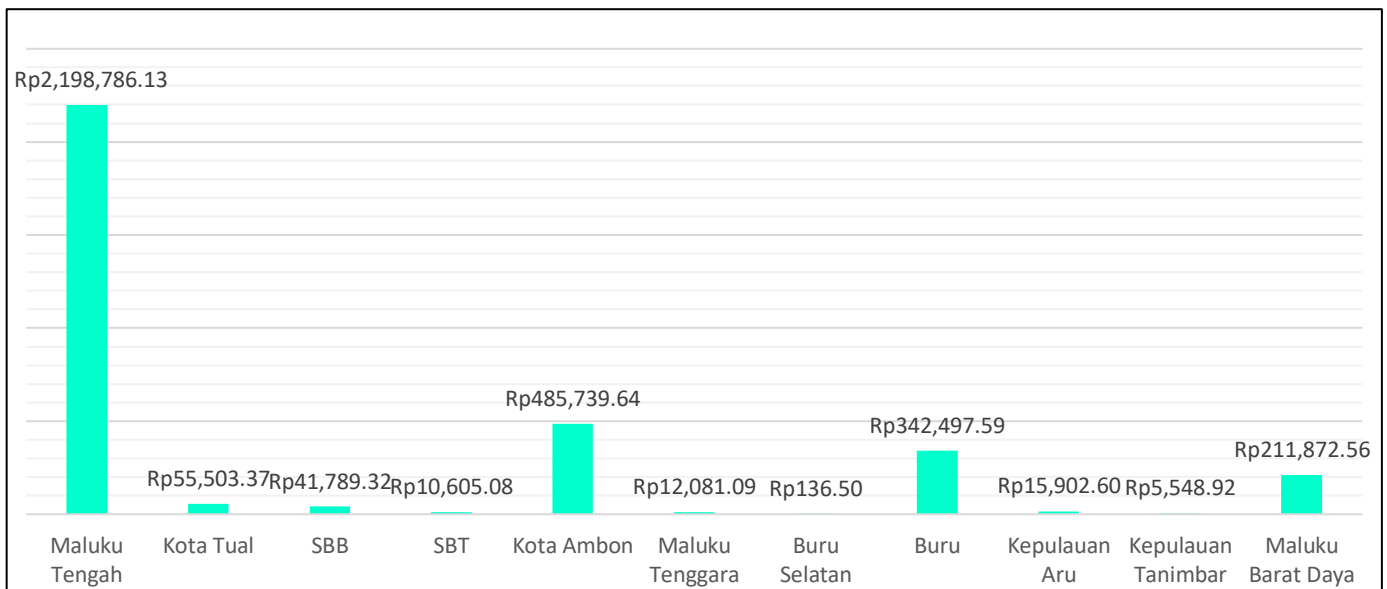 Rp2,198,786.13
Rp55,503.37
Rp41,789.32
Rp10,605.08
Rp485,739.64
Rp12,081.09
Rp136.50
Rp342,497.59
Rp15,902.60
Rp5,548.92
Rp211,872.56
Maluku
Tengah
Kota Tual
SBB
SBT
Kota Ambon
Maluku
Tenggara
Buru
Selatan
Buru
Kepulauan
Aru
Kepulauan
Tanimbar
Maluku
Barat Daya